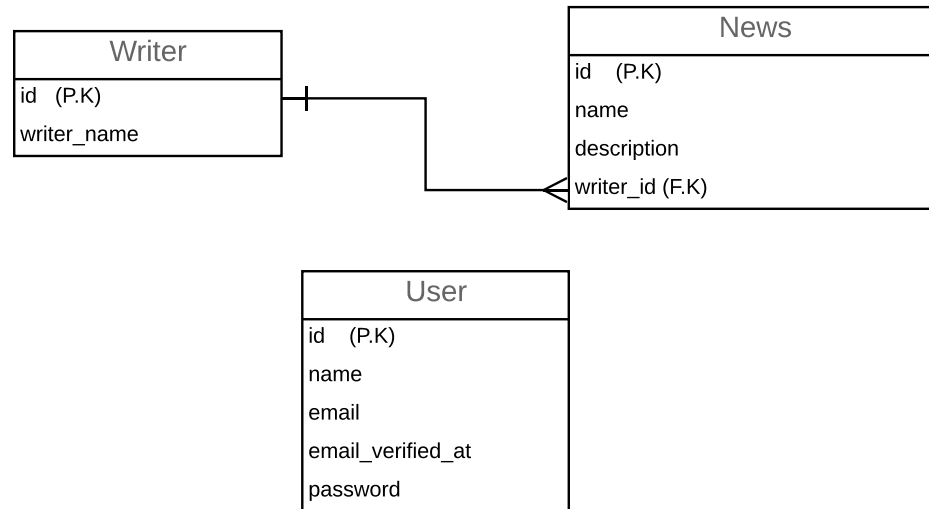 Writer
id (P.K)
writer_name
News
id (P.K)
name
description
writer_id (F.K)
User
id (P.K)
name
email
email_verified_at
password